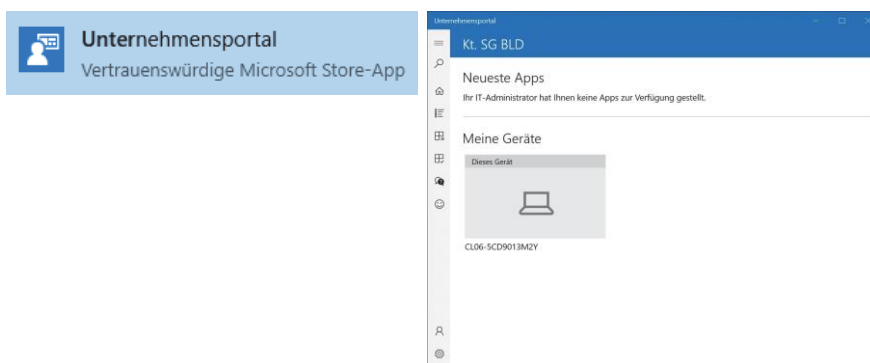 Unternehmensportal
Vertrauenswürdige Microsoft Store-App
Unternehmensportal
Kt. SG BLD
Neueste Apps
Ihr IT-Administrator hat Ihnen keine Apps zur Verfügung gestellt.
Meine Geräte
Dieses Gerät
CL06-5CD9013M2Y